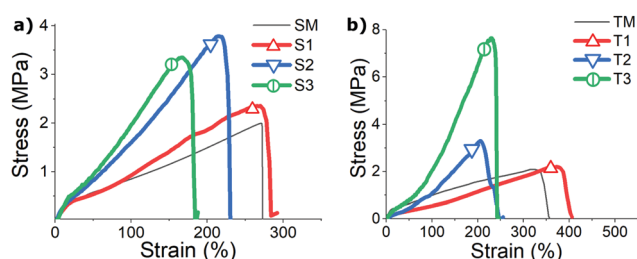 a)
Stress (MPa)
4
3
2
1
0
0
100
200
300
Strain (%)
SM
S1
S2
S3
b)
Stress (MPa)
8
6
4
2
0
0
100
200
300
400
500
Strain (%)
TM
T1
T2
T3